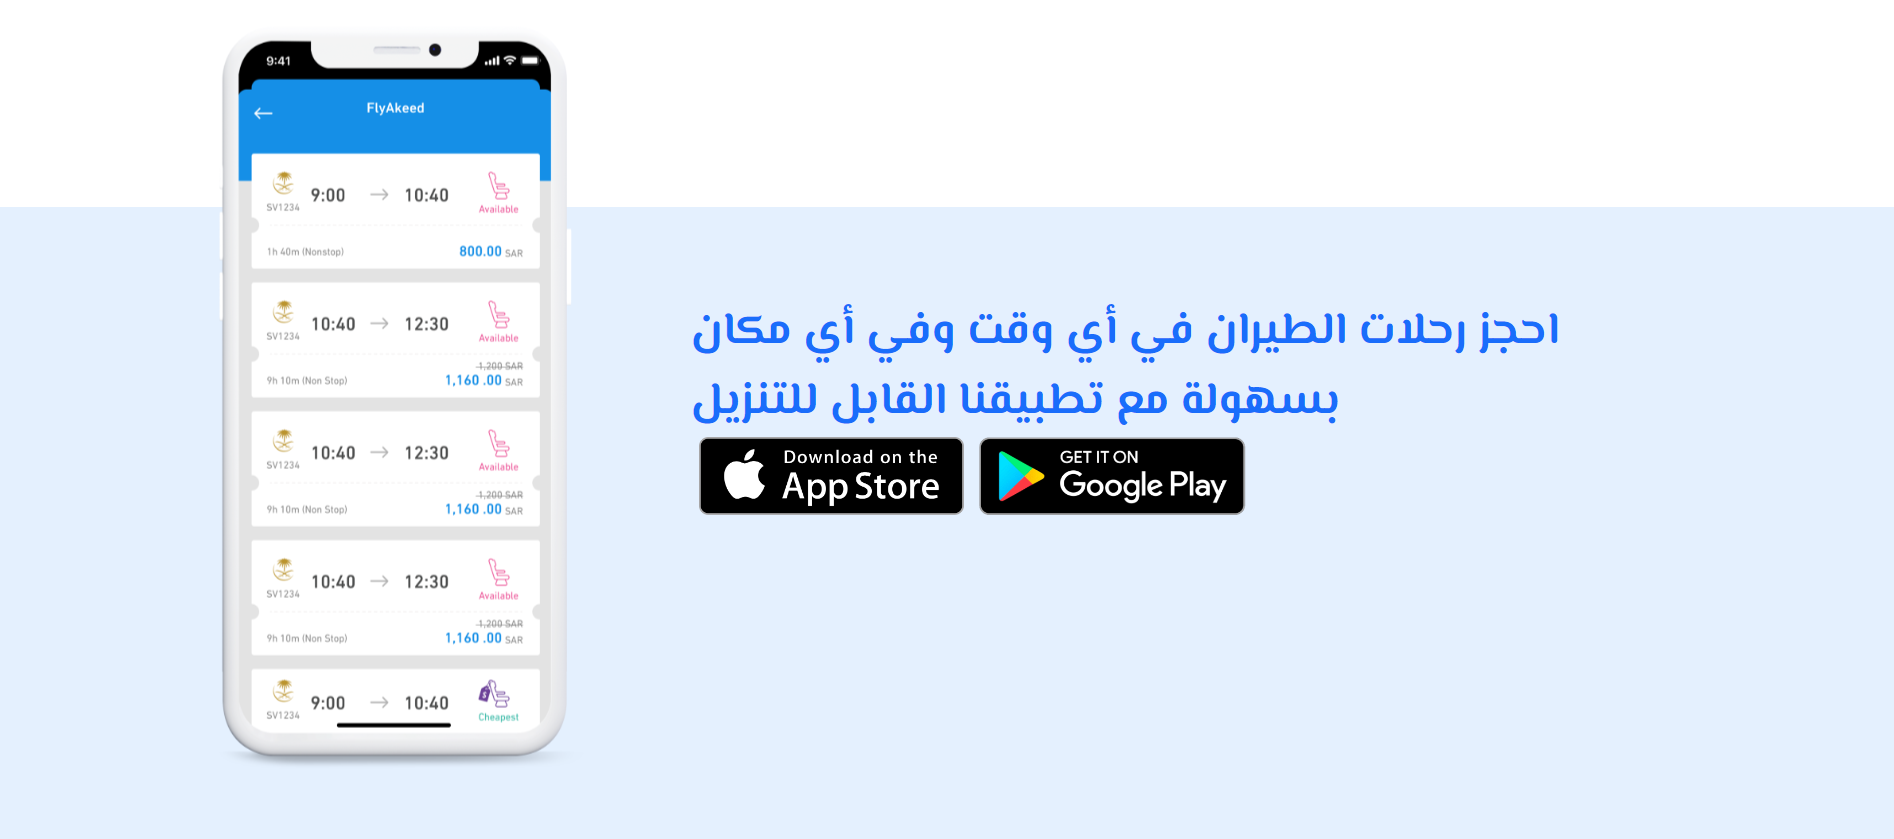 9:41
FlyAkeed
9:00 → 10:40
SV1234
Available
1h 40m (Nonstop)
800.00 SAR
10:40 → 12:30
SV1234
Available
1,200 SAR
9h 10m (Non Stop)
1,160 .00 SAR
10:40 → 12:30
SV1234
Available
1,200 SAR
9h 10m (Non Stop)
1,160 .00 SAR
10:40 → 12:30
SV1234
Available
1,200 SAR
9h 10m (Non Stop)
1,160 .00 SAR
9:00 → 10:40
SV1234
Cheapest
احجز رحلات الطيران في أي وقت وفي أي مكان
بسهولة مع تطبيقنا القابل للتنزيل
Download on the
App Store
GET IT ON
Google Play